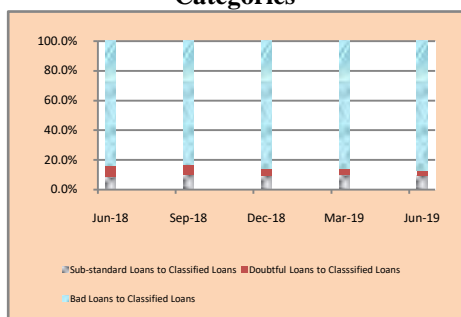 Categories
100.0%
80.0%
60.0%
40.0%
20.0%
0.0%
Jun-18 Sep-18 Dec-18 Mar-19 Jun-19
Sub-standard Loans to Classsified Loans Doubtful Loans to Classsified Loans
Bad Loans to Classified Loans